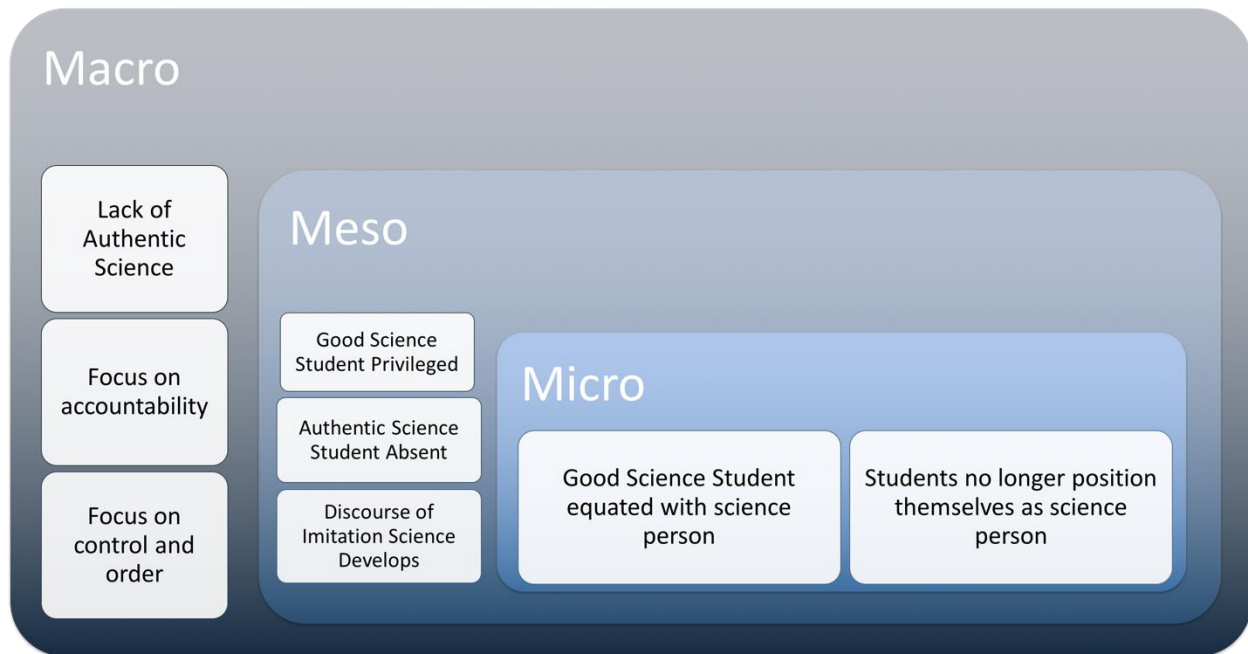 Macro
Lack of
Authentic
Science
Focus on
accountability
Focus on
control and
order
Meso
Good Science
Student Privileged
Authentic Science
Student Absent
Discourse of
Imitation Science
Develops
Micro
Good Science Student
equated with science
person
Students no longer position
themselves as science
person